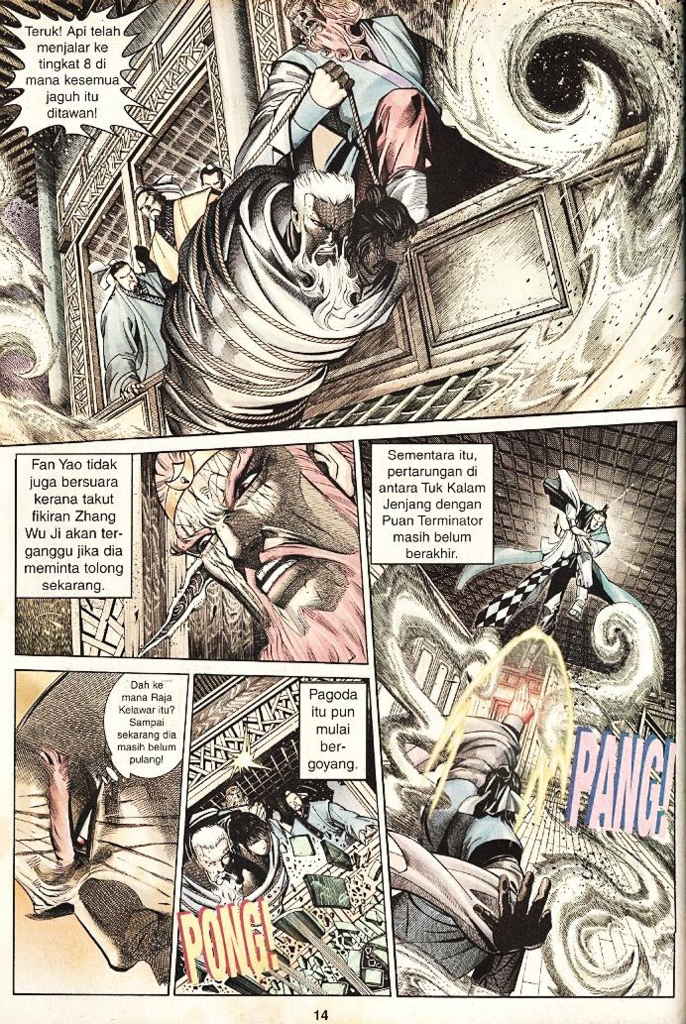 Teruk! Api telah
menjalar ke
tingkat 8 di
mana kesemua
jaguh itu
ditawan!
Fan Yao tidak
juga bersuara
kerana takut
fikiran Zhang
Wu Ji akan ter-
ganggu jika dia
meminta tolong
sekarang.
Sementara itu,
pertarungan di
antara Tuk Kalam
Jenjang dengan
Puan Terminator
masih belum
berakhir.
Dah ke
mana Raja
Kelawar itu?
Sampai
sekarang dia
masih belum
pulang!
Pagoda
itu pun
mulai
ber-
goyang.
PONG!
PANG!
14